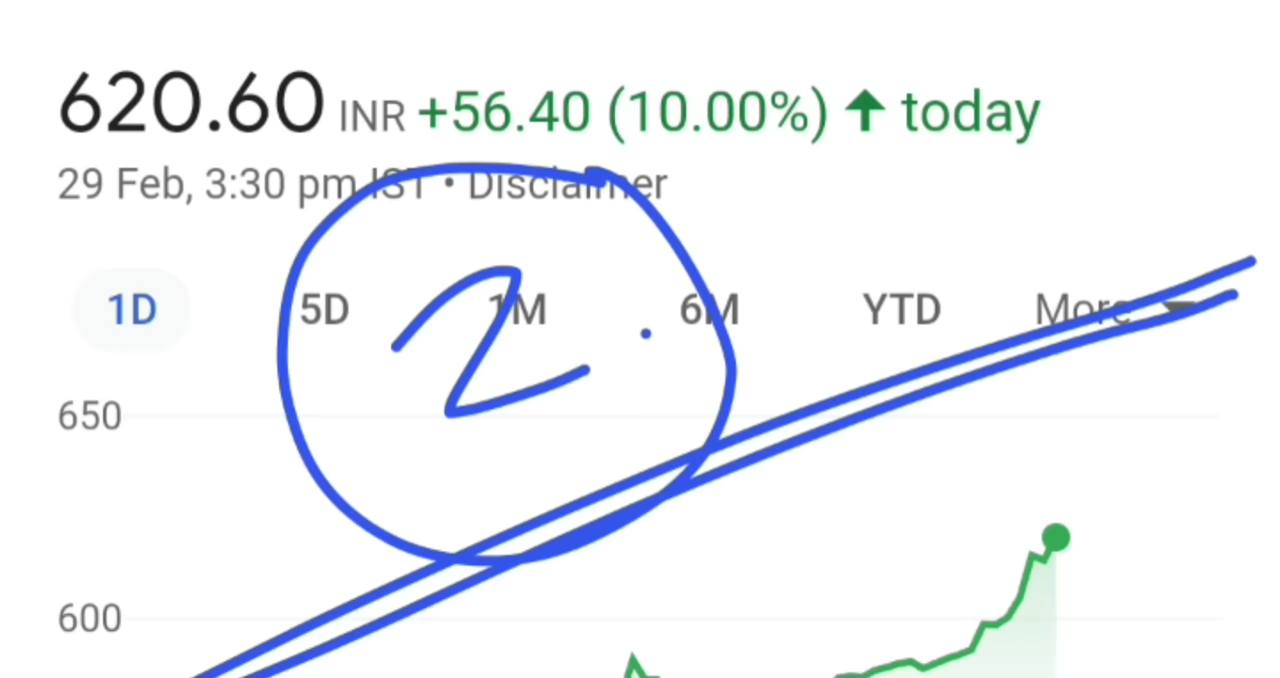 620.60 INR +56.40 (10.00%) ↑ today
29 Feb, 3:30 pm IST • Disclaimer
1D 5D 1M 6M YTD More
2.
650
600